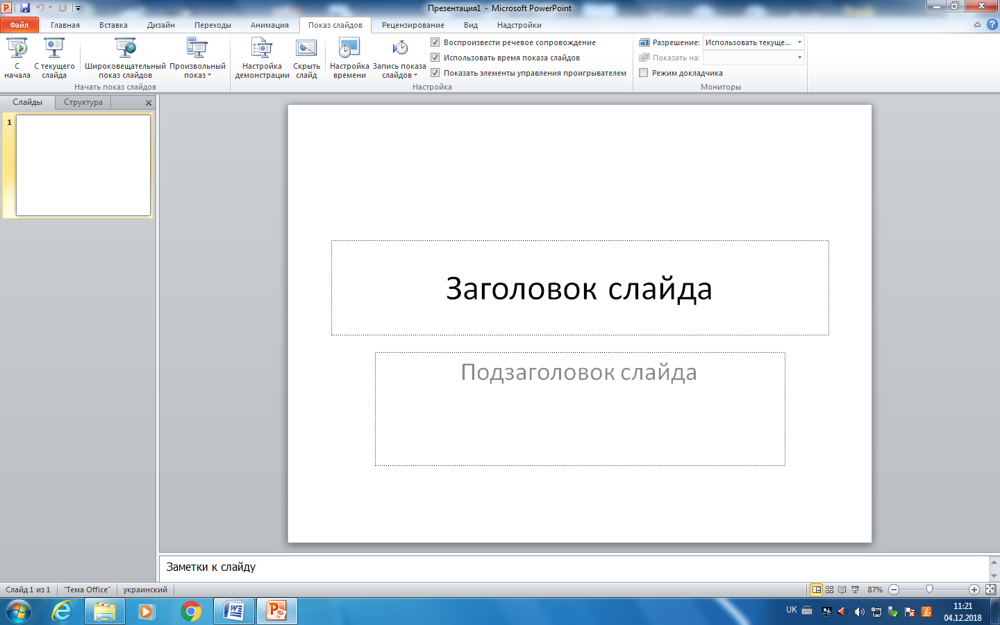 Презентация1 - Microsoft PowerPoint
Файл Главная Вставка Дизайн Переходы Анимация Показ слайдов Рецензирование Вид Надстройки
С начала
С текущего слайда
Широковещательный показ слайдов
Произвольный показ
Начать показ слайдов
Настройка демонстрации
Скрыть слайд
Настройка времени
Запись показа слайдов
Воспроизвести речевое сопровождение
Использовать время показа слайдов
Показать элементы управления проигрывателем
Настройка
Разрешение: Использовать текуще...
Показать на:
Режим докладчика
Мониторы
Слайды Структура
1
Заголовок слайда
Подзаголовок слайда
Заметки к слайду
Слайд 1 из 1 "Тема Office" украинский 87%
UK 11:21
04.12.2018